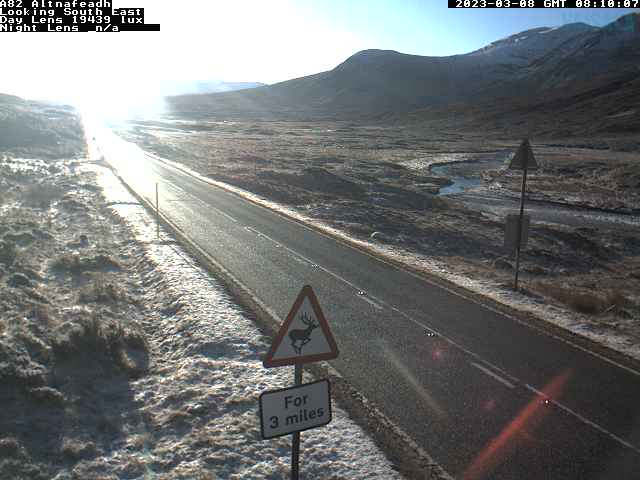 A82 Altnafeadh
Looking South East
Day Lens 19439 lux
Night Lens n/a
2023-03-08 GMT 08:10:07
For
3 miles